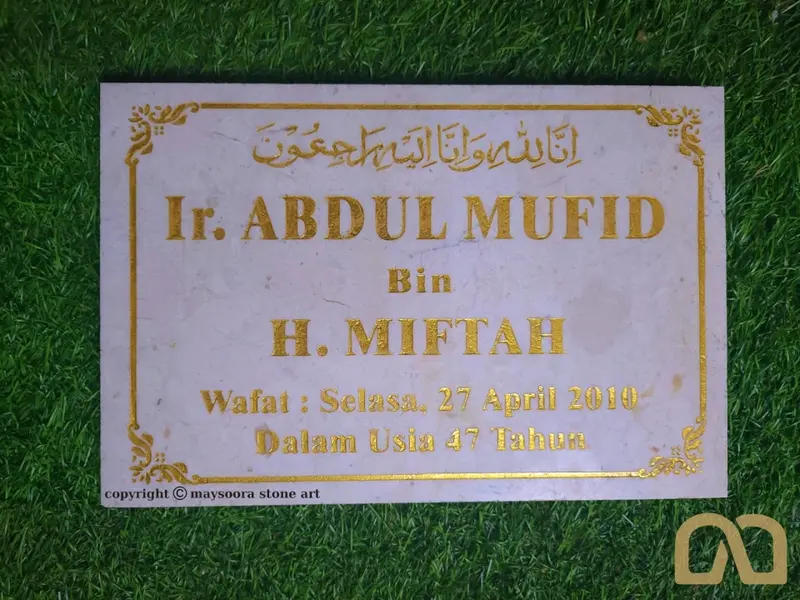 إنا لله وإنا إليه راجعون
Ir. ABDUL MUFID
Bin
H. MIFTAH
Wafat : Selasa, 27 April 2010
Dalam Usia 47 Tahun
copyright © maysoora stone art